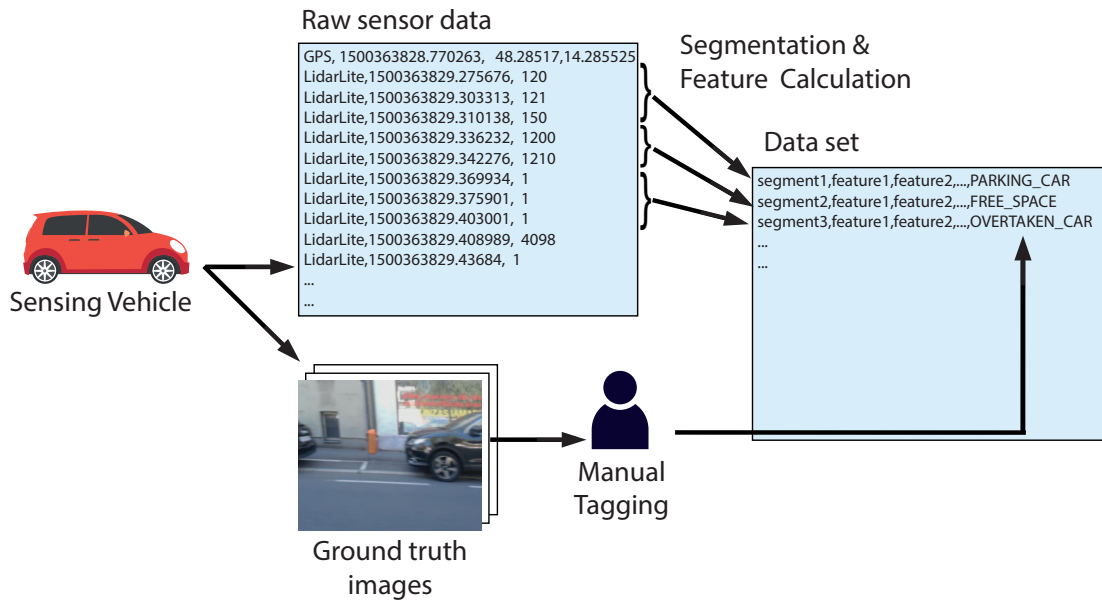 Raw sensor data
GPS, 1500363828.770263, 48.28517,14.285525
LidarLite,1500363829.275676, 120
LidarLite,1500363829.303313, 121
LidarLite,1500363829.310138, 150
LidarLite,1500363829.336232, 1200
LidarLite,1500363829.342276, 1210
LidarLite,1500363829.369934, 1
LidarLite,1500363829.375901, 1
LidarLite,1500363829.403001, 1
LidarLite,1500363829.408989, 4098
LidarLite,1500363829.43684, 1
...
...
Segmentation &
Feature Calculation
Data set
segment1,feature1,feature2,...,PARKING_CAR
segment2,feature1,feature2,...,FREE_SPACE
segment3,feature1,feature2,...,OVERTAKEN_CAR
...
...
Sensing Vehicle
Ground truth
images
Manual
Tagging